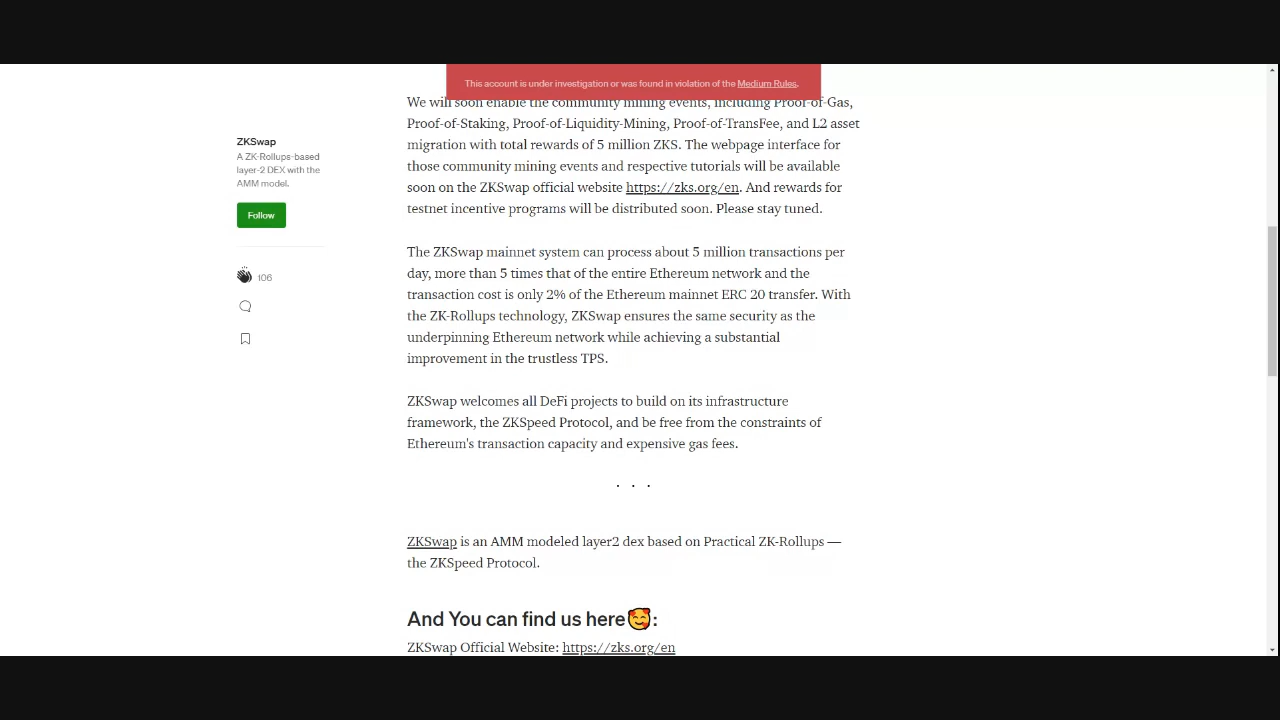 This account is under investigation or was found in violation of the Medium Rules.
We will soon enable the community mining events, including Proof-of-Gas,
Proof-of-Staking, Proof-of-Liquidity-Mining, Proof-of-TransFee, and L2 asset
migration with total rewards of 5 million ZKS. The webpage interface for
those community mining events and respective tutorials will be available
soon on the ZKSwap official website https://zks.org/en. And rewards for
testnet incentive programs will be distributed soon. Please stay tuned.
ZKSwap
A ZK-Rollups-based
layer-2 DEX with the
AMM model.
Follow
106
The ZKSwap mainnet system can process about 5 million transactions per
day, more than 5 times that of the entire Ethereum network and the
transaction cost is only 2% of the Ethereum mainnet ERC 20 transfer. With
the ZK-Rollups technology, ZKSwap ensures the same security as the
underpinning Ethereum network while achieving a substantial
improvement in the trustless TPS.
ZKSwap welcomes all DeFi projects to build on its infrastructure
framework, the ZKSpeed Protocol, and be free from the constraints of
Ethereum's transaction capacity and expensive gas fees.
. . .
ZKSwap is an AMM modeled layer2 dex based on Practical ZK-Rollups —
the ZKSpeed Protocol.
And You can find us here🥰:
ZKSwap Official Website: https://zks.org/en